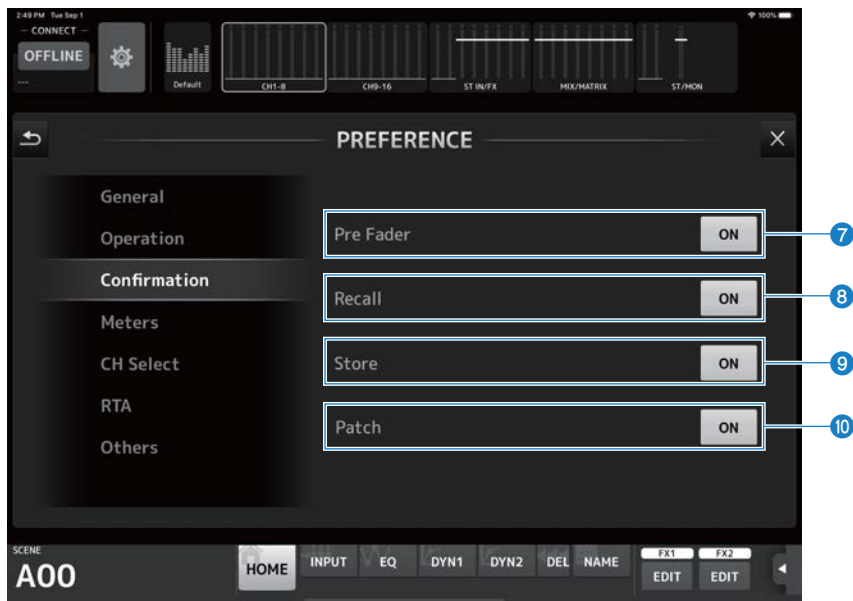 2:49 PM Tue Sep 1
100%
CONNECT
OFFLINE
---
Default
CH1-8
CH9-16
ST IN/FX
MIX/MATRIX
ST/MON
PREFERENCE
General
Operation
Confirmation
Meters
CH Select
RTA
Others
Pre Fader
ON
7
Recall
ON
8
Store
ON
9
Patch
ON
10
SCENE
A00
HOME
INPUT
EQ
DYN1
DYN2
DEL
NAME
FX1
EDIT
FX2
EDIT